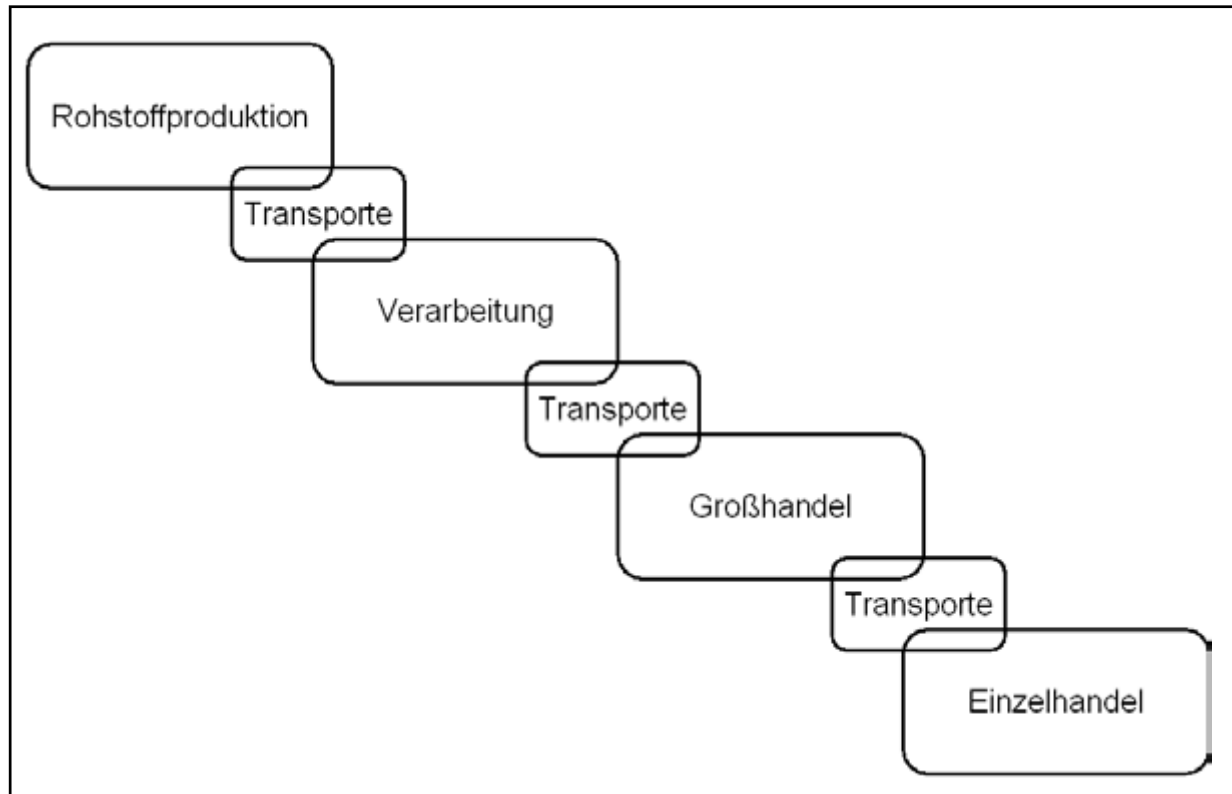 Rohstoffproduktion
Transporte
Verarbeitung
Transporte
Großhandel
Transporte
Einzelhandel